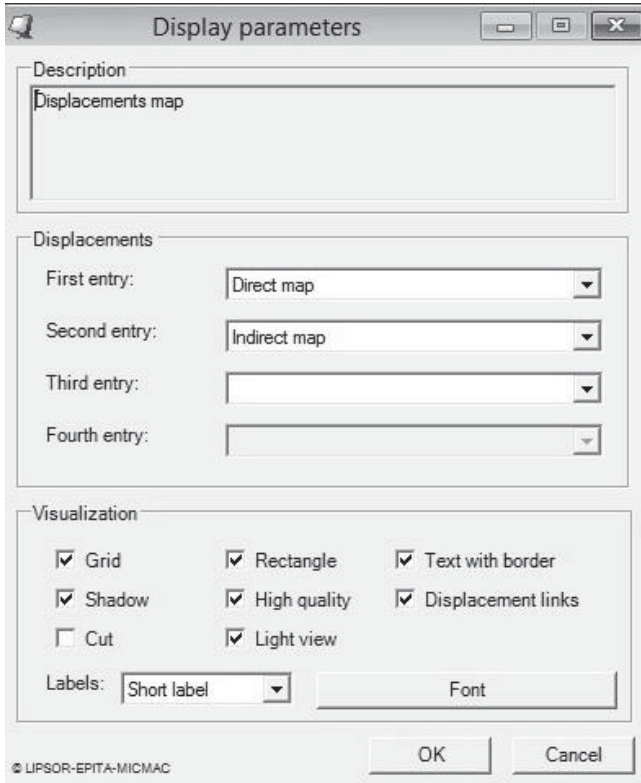 Display parameters
Description
Displacements map
Displacements
First entry:
Direct map
Second entry:
Indirect map
Third entry:
Fourth entry:
Visualization
Grid
Rectangle
Text with border
Shadow
High quality
Displacement links
Cut
Light view
Labels:
Short label
Font
OK
Cancel
© LIPSOR-EPITA-MICMAC